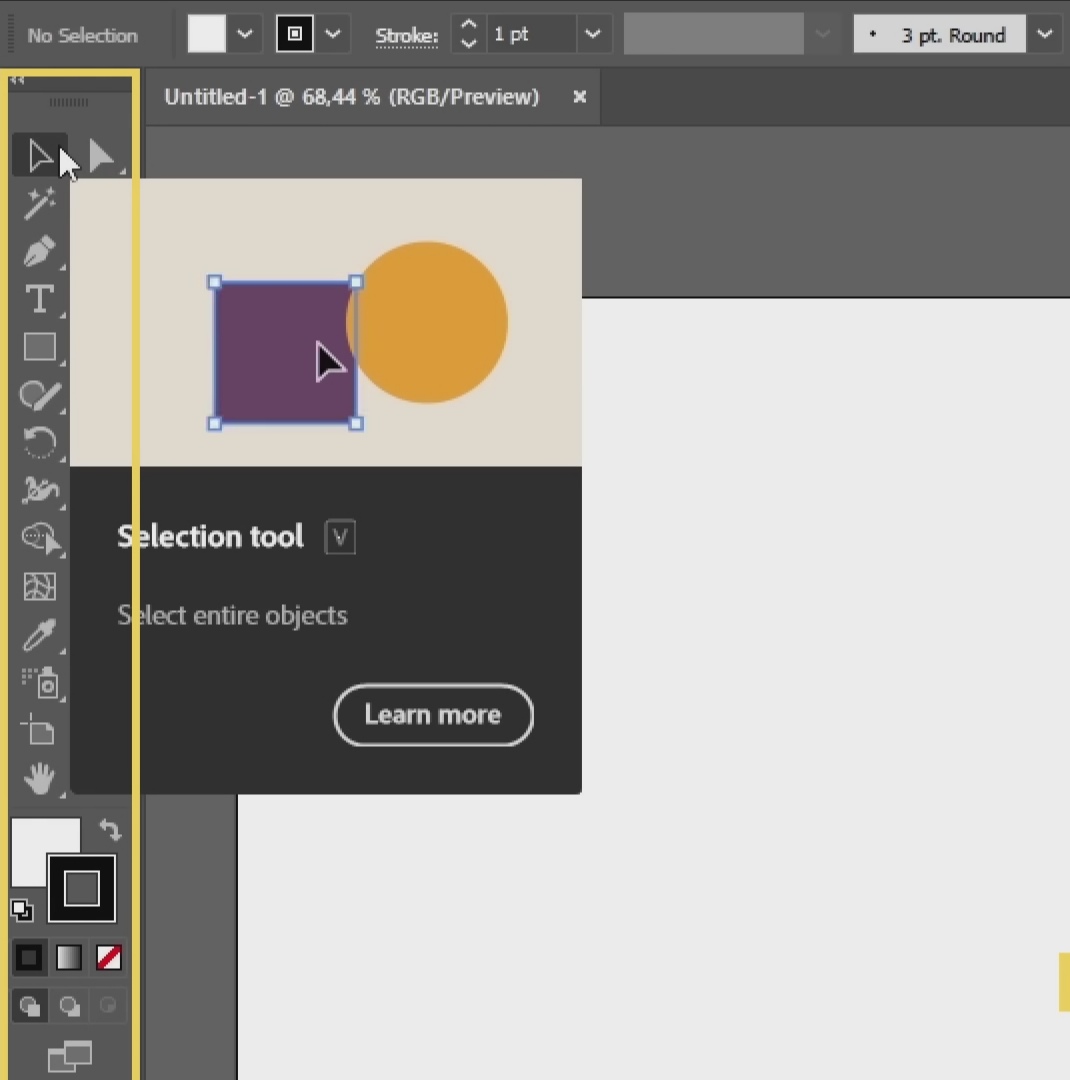 No Selection
Stroke:
1 pt
3 pt. Round
Untitled-1 @ 68,44 % (RGB/Preview)
Selection tool V
Select entire objects
Learn more